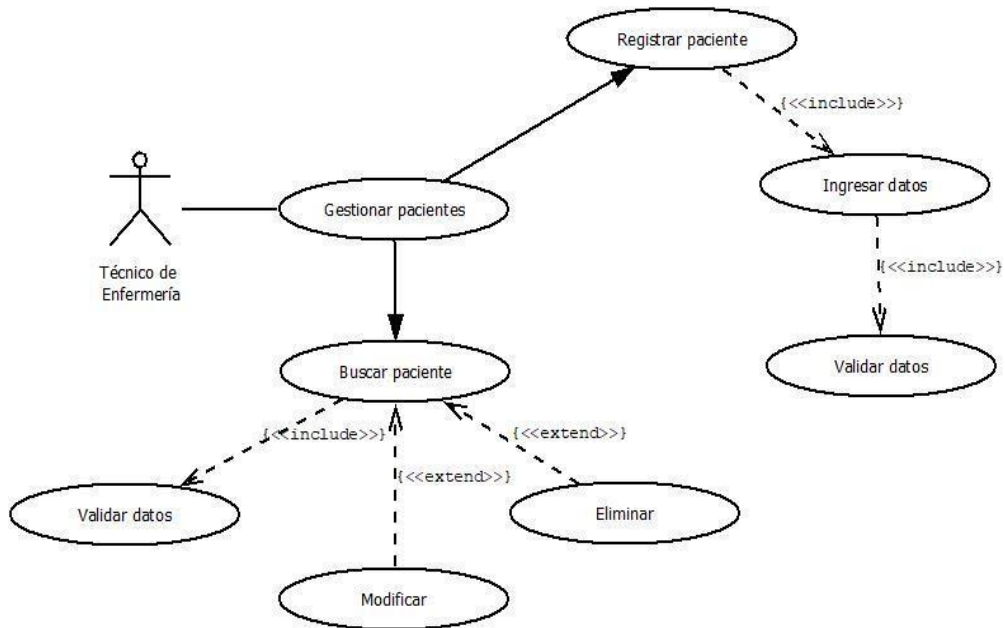 Registrar paciente
{<<include>>}
Ingresar datos
Gestionar pacientes
{<<include>>}
Técnico de
Enfermería
Validar datos
Buscar paciente
{<<include>>}
{<<extend>>}
{<<extend>>}
Validar datos
Eliminar
Modificar